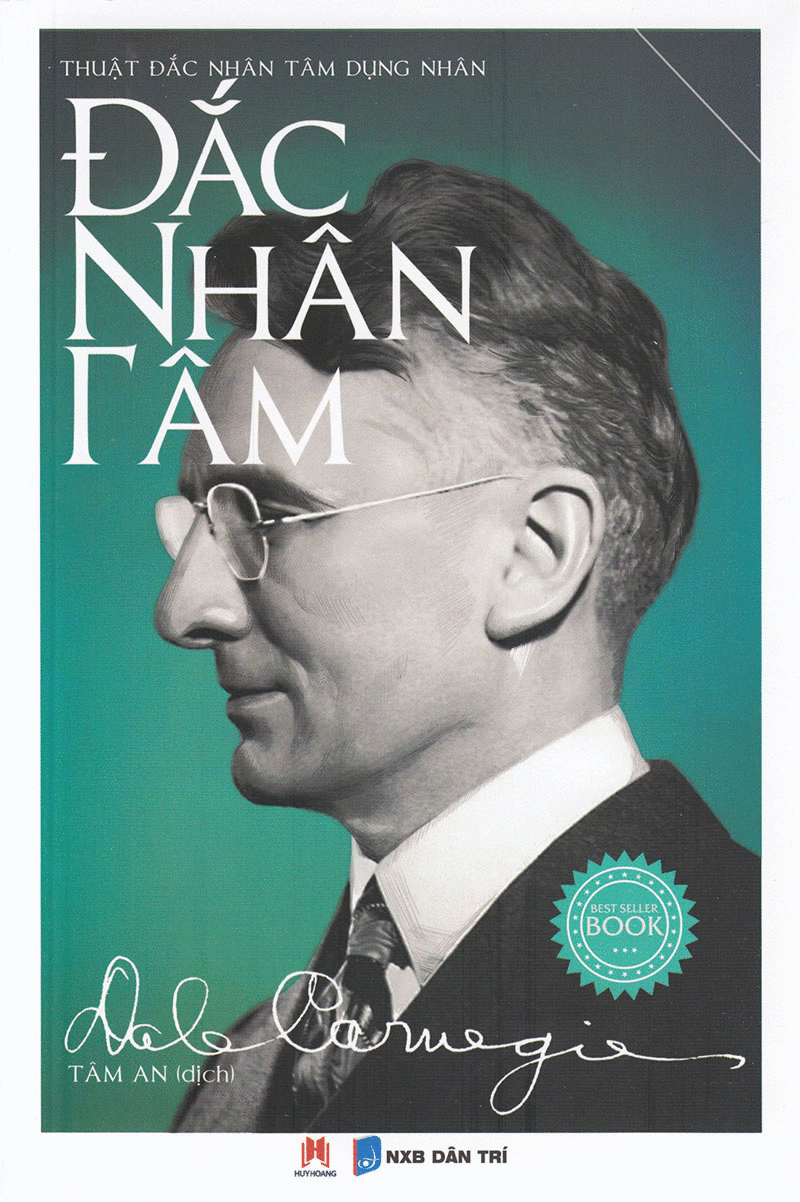 THUẬT ĐẮC NHÂN TÂM DỤNG NHÂN
ĐẮC
NHÂN
TÂM
BEST SELLER
BOOK
Dale Carnegie
TÂM AN (dịch)
HUYHOANG
NXB DÂN TRÍ